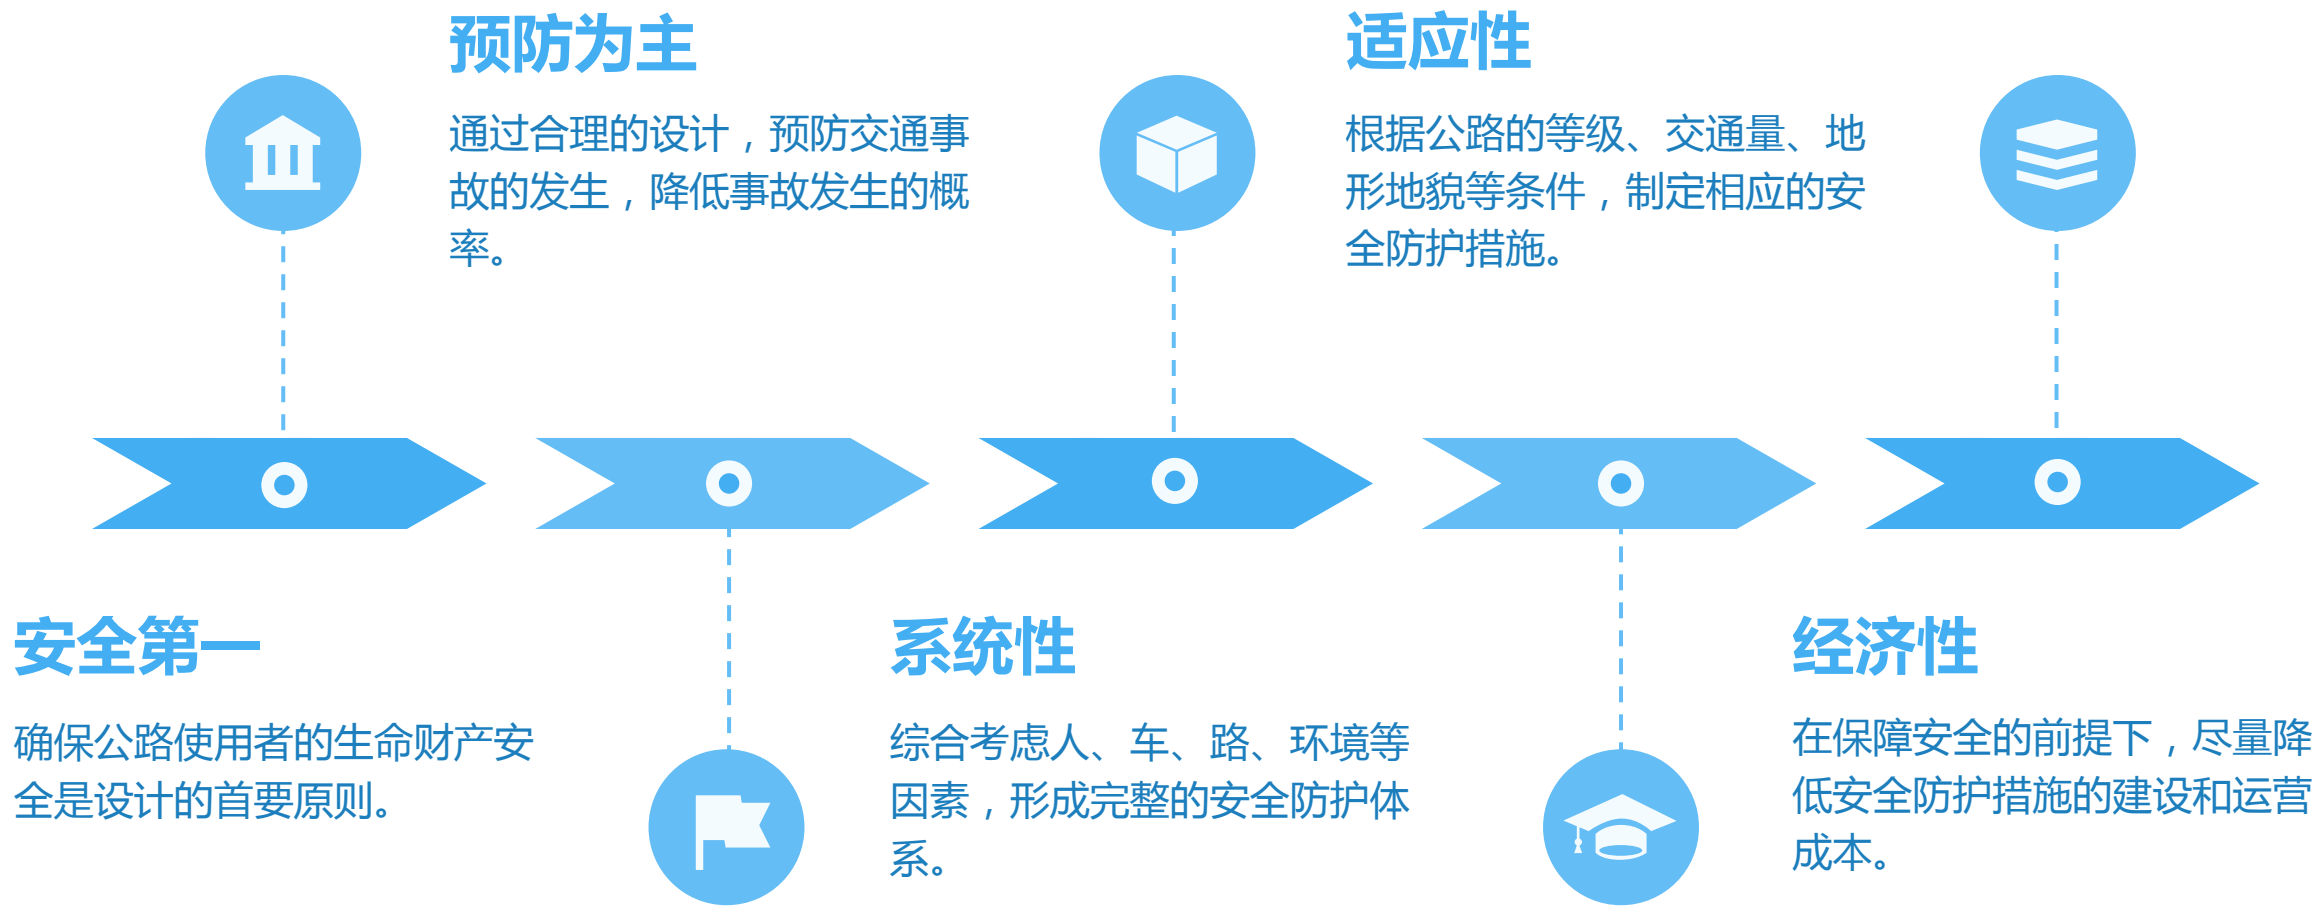 预防为主
通过合理的设计，预防交通事
故的发生，降低事故发生的概
率。
适应性
根据公路的等级、交通量、地
形地貌等条件，制定相应的安
全防护措施。
安全第一
确保公路使用者的生命财产安
全是设计的首要原则。
系统性
综合考虑人、车、路、环境等
因素，形成完整的安全防护体
系。
经济性
在保障安全的前提下，尽量降
低安全防护措施的建设和运营
成本。